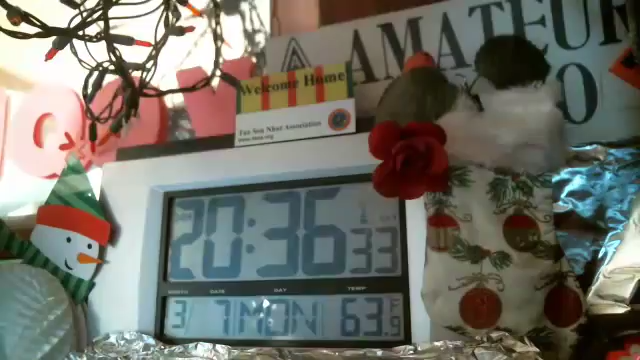 AMATEUR
Welcome Home
Tan Son Nhut Association
20:36 33
MONTH DATE DAY TEMP
3/ 7 MON 63.9 F